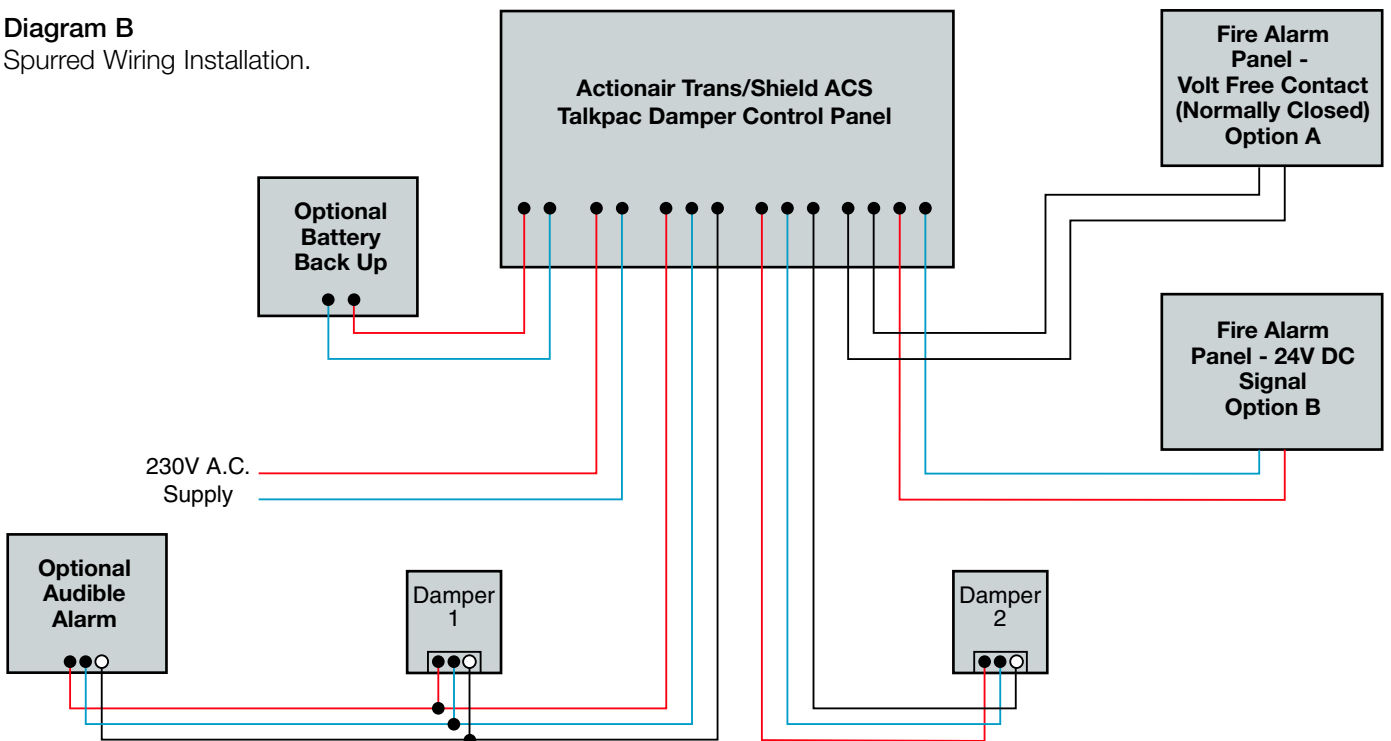 Diagram B
Spurred Wiring Installation.
Actionair Trans/Shield ACS
Talkpac Damper Control Panel
Fire Alarm
Panel -
Volt Free Contact
(Normally Closed)
Option A
Optional
Battery
Back Up
Fire Alarm
Panel - 24V DC
Signal
Option B
230V A.C.
Supply
Optional
Audible
Alarm
Damper
1
Damper
2